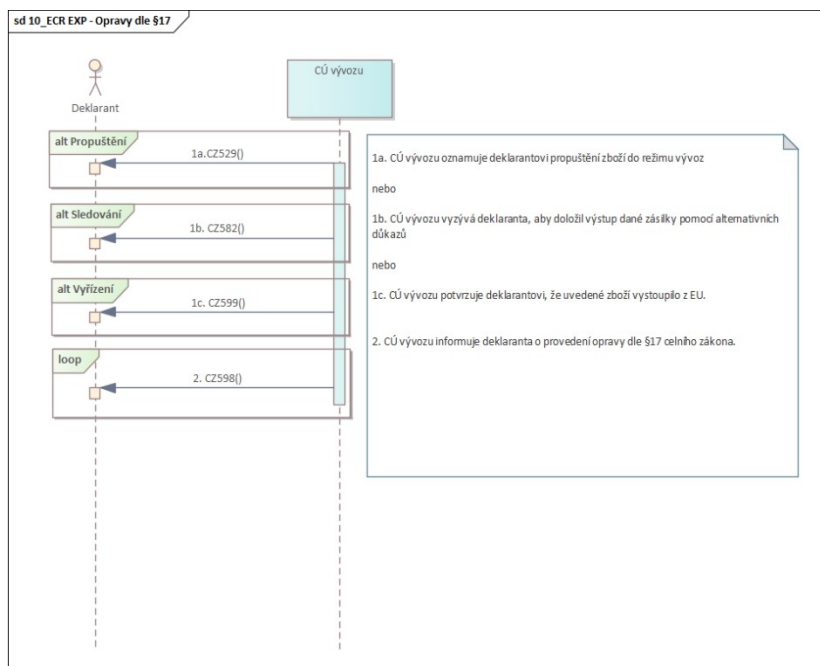 sd 10_ECR EXP - Opravy dle §17
Deklarant
CÚ vývozu
alt Propuštění
1a.CZ529()
alt Sledování
1b. CZ582()
alt Vyřízení
1c. CZ599()
loop
2. CZ598()
1a. CÚ vývozu oznamuje deklarantovi propuštění zboží do režimu vývoz
nebo
1b. CÚ vývozu vyzývá deklaranta, aby doložil výstup dané zásilky pomocí alternativních
důkazů
nebo
1c. CÚ vývozu potvrzuje deklarantovi, že uvedené zboží vystoupilo z EU.
2. CÚ vývozu informuje deklaranta o provedení opravy dle §17 celního zákona.